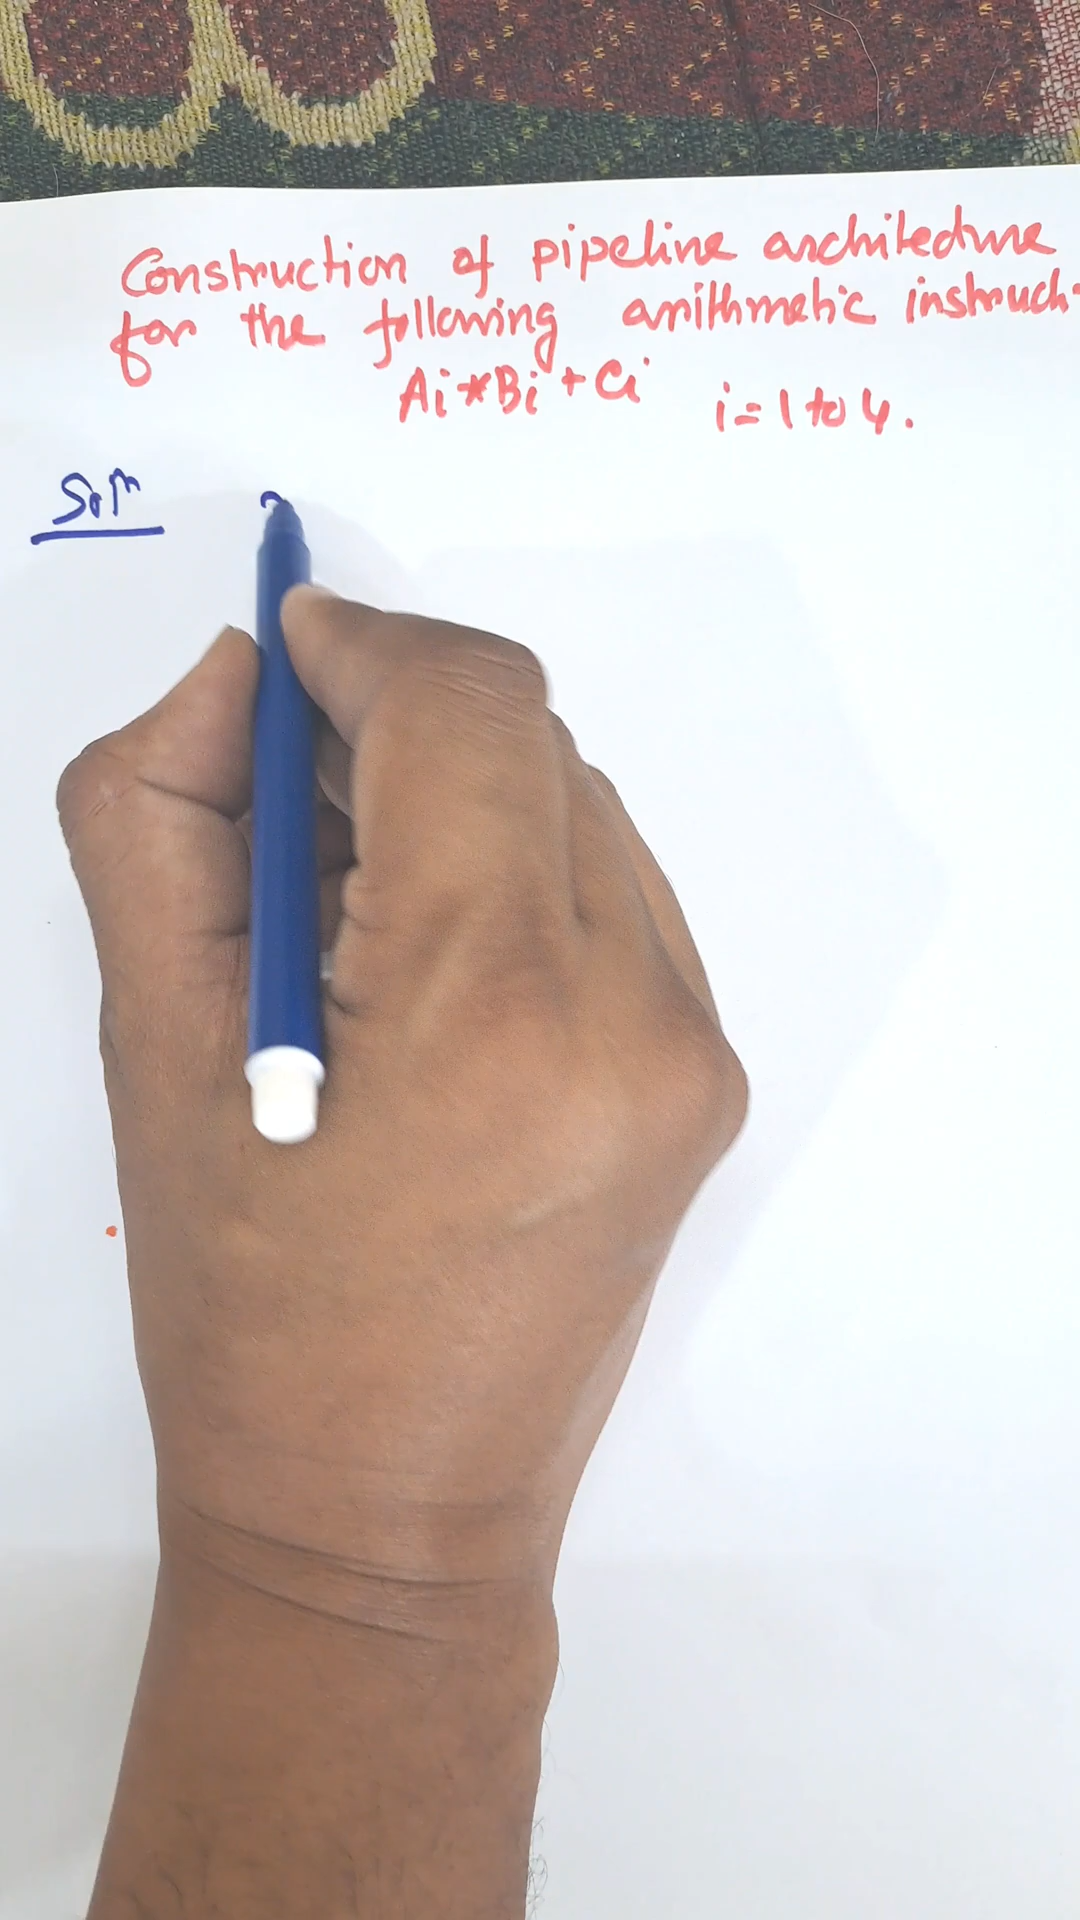 Construction of pipeline architecture
for the following arithmetic instruct-
Ai*Bi + Ci i=1 to 4.
Soln